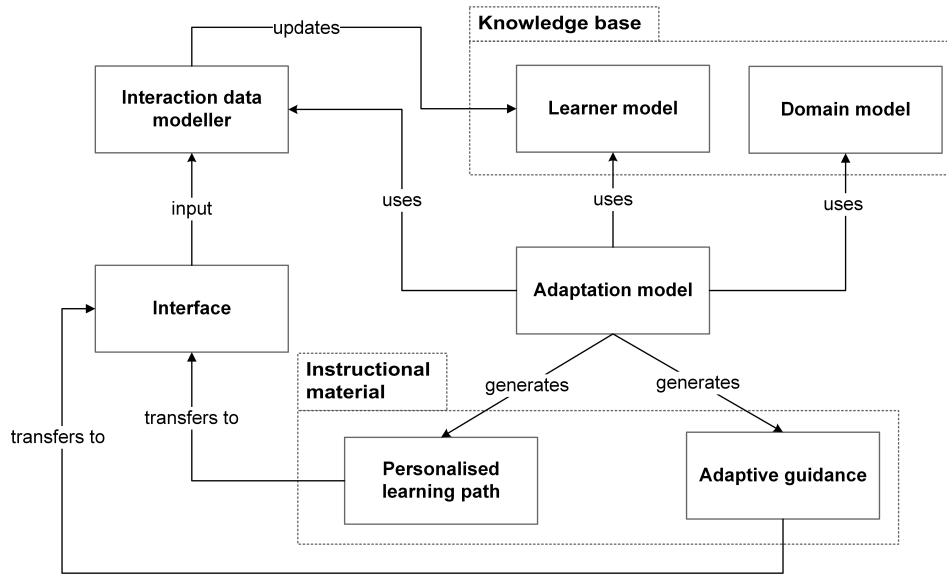 updates
Knowledge base
Interaction data
modeller
Learner model
Domain model
input
uses
uses
uses
Interface
Adaptation model
Instructional
material
generates
generates
transfers to
transfers to
Personalised
learning path
Adaptive guidance